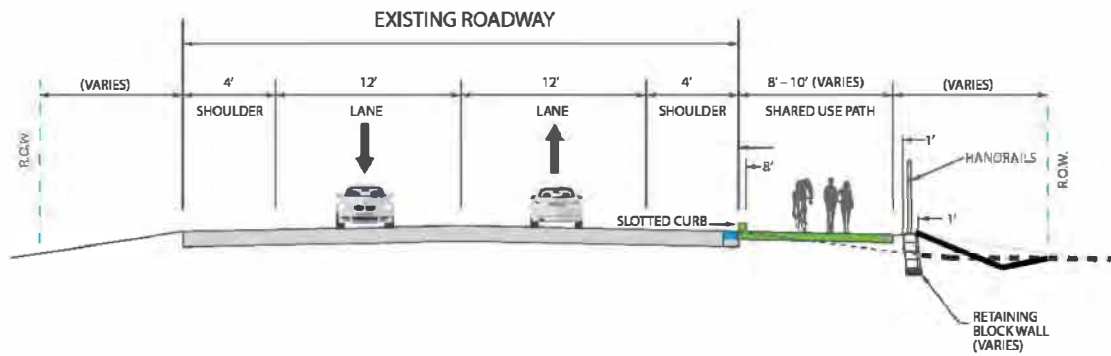 EXISTING ROADWAY
(VARIES)
4'
12'
12'
4'
8' – 10' (VARIES)
(VARIES)
SHOULDER
LANE
LANE
SHOULDER
SHARED USE PATH
R.O.W.
R.O.W.
1'
HANDRAILS
8'
SLOTTED CURB
1'
RETAINING
BLOCK WALL
(VARIES)